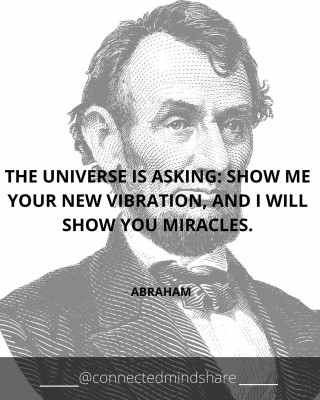 THE UNIVERSE IS ASKING: SHOW ME
YOUR NEW VIBRATION, AND I WILL
SHOW YOU MIRACLES.
ABRAHAM
@connectedmindshare